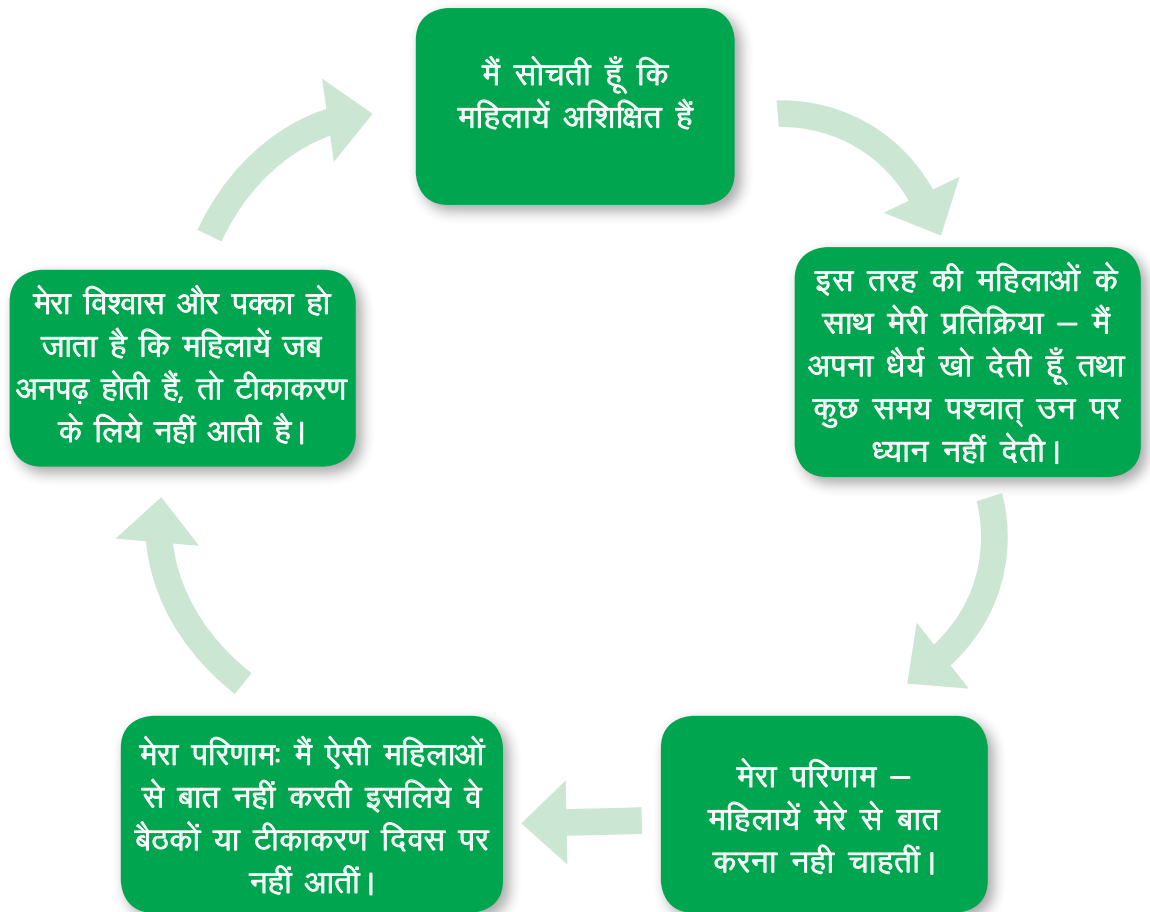 मैं सोचती हूँ कि
महिलायें अशिक्षित हैं
इस तरह की महिलाओं के
साथ मेरी प्रतिक्रिया – मैं
अपना धैर्य खो देती हूँ तथा
कुछ समय पश्चात् उन पर
ध्यान नहीं देती।
मेरा परिणाम –
महिलायें मेरे से बात
करना नही चाहतीं।
मेरा परिणामः मैं ऐसी महिलाओं
से बात नहीं करती इसलिये वे
बैठकों या टीकाकरण दिवस पर
नहीं आतीं।
मेरा विश्वास और पक्का हो
जाता है कि महिलायें जब
अनपढ़ होती हैं, तो टीकाकरण
के लिये नहीं आती है।